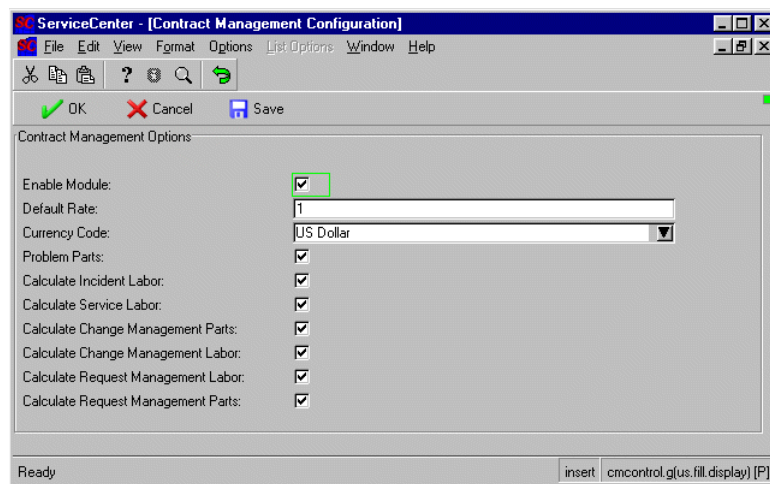 SC ServiceCenter - [Contract Management Configuration]
SC File Edit View Format Options List Options Window Help
OK Cancel Save
Contract Management Options
Enable Module:
Default Rate: 1
Currency Code: US Dollar
Problem Parts:
Calculate Incident Labor:
Calculate Service Labor:
Calculate Change Management Parts:
Calculate Change Management Labor:
Calculate Request Management Labor:
Calculate Request Management Parts:
Ready insert cmcontrol.g(us.fill.display) [P]